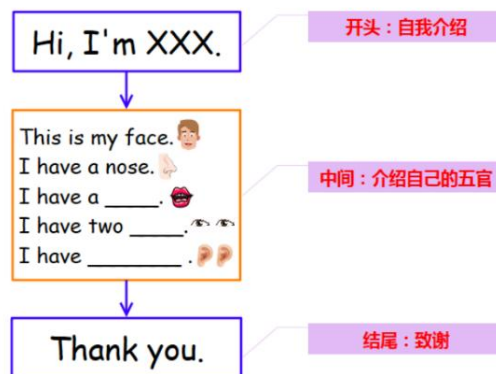 Hi, I'm XXX.
开头：自我介绍
This is my face.
I have a nose.
I have a _____.
I have two _____.
I have _________ .
中间：介绍自己的五官
Thank you.
结尾：致谢